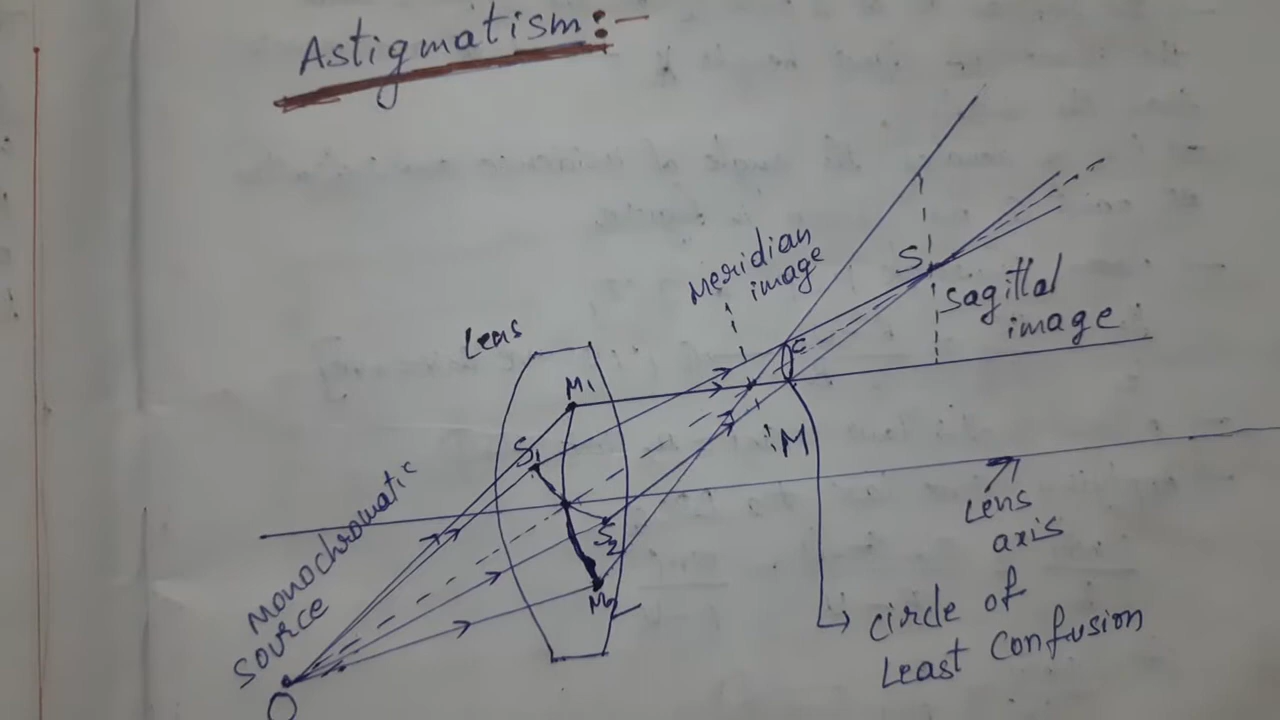 Astigmatism:-
Meridian
image
S
Sagittal
image
Lens
M1
C
S1
M
Monochromatic
source
S2
Lens
axis
M2
circle of
Least confusion
O